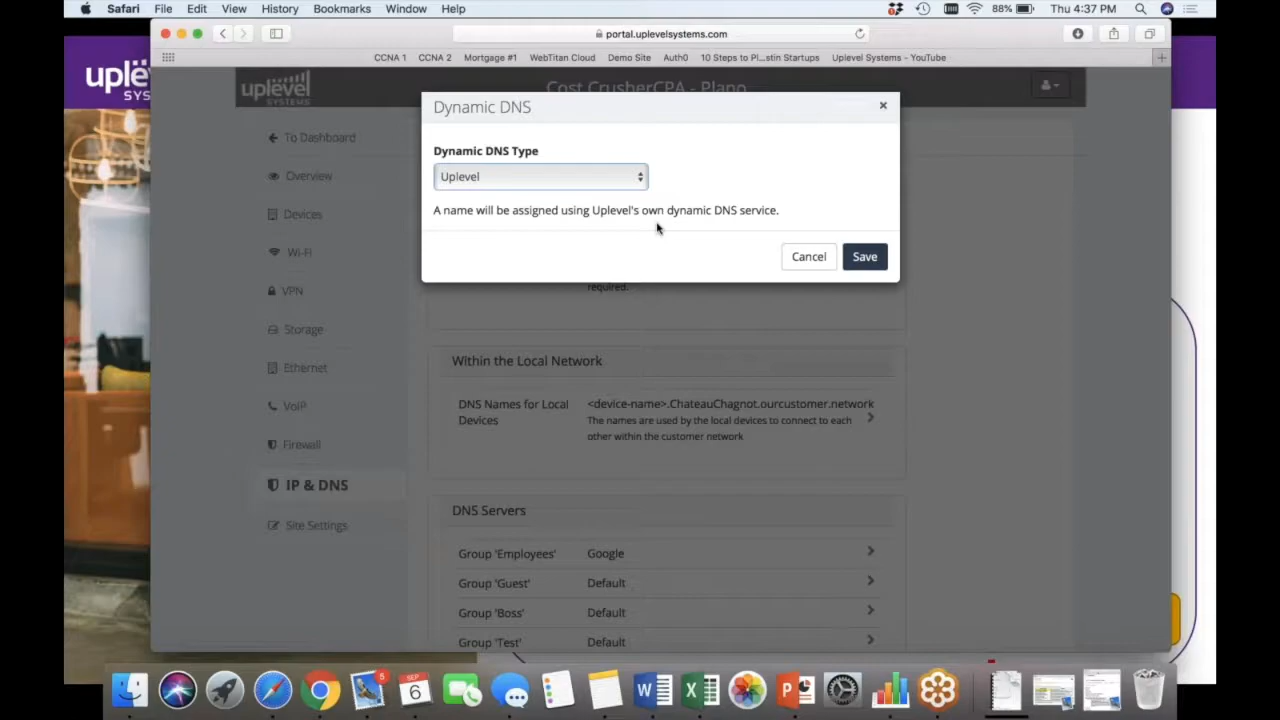 Safari File Edit View History Bookmarks Window Help 88% Thu 4:37 PM
portal.uplevelsystems.com
CCNA 1 CCNA 2 Mortgage #1 WebTitan Cloud Demo Site Auth0 10 Steps to Pl...stin Startups Uplevel Systems - YouTube
uplevel
SYSTEMS
Cost CrusherCPA - Plano
Dynamic DNS
Dynamic DNS Type
Uplevel
A name will be assigned using Uplevel's own dynamic DNS service.
Cancel Save
To Dashboard
Overview
Devices
Wi-Fi
VPN
Storage
Ethernet
VoIP
Firewall
IP & DNS
Site Settings
required.
Within the Local Network
DNS Names for Local
Devices
<device-name>.ChateauChagnot.ourcustomer.network
The names are used by the local devices to connect to each
other within the customer network
DNS Servers
Group 'Employees' Google
Group 'Guest' Default
Group 'Boss' Default
Group 'Test' Default
uplev
SYS
5
SEP
6